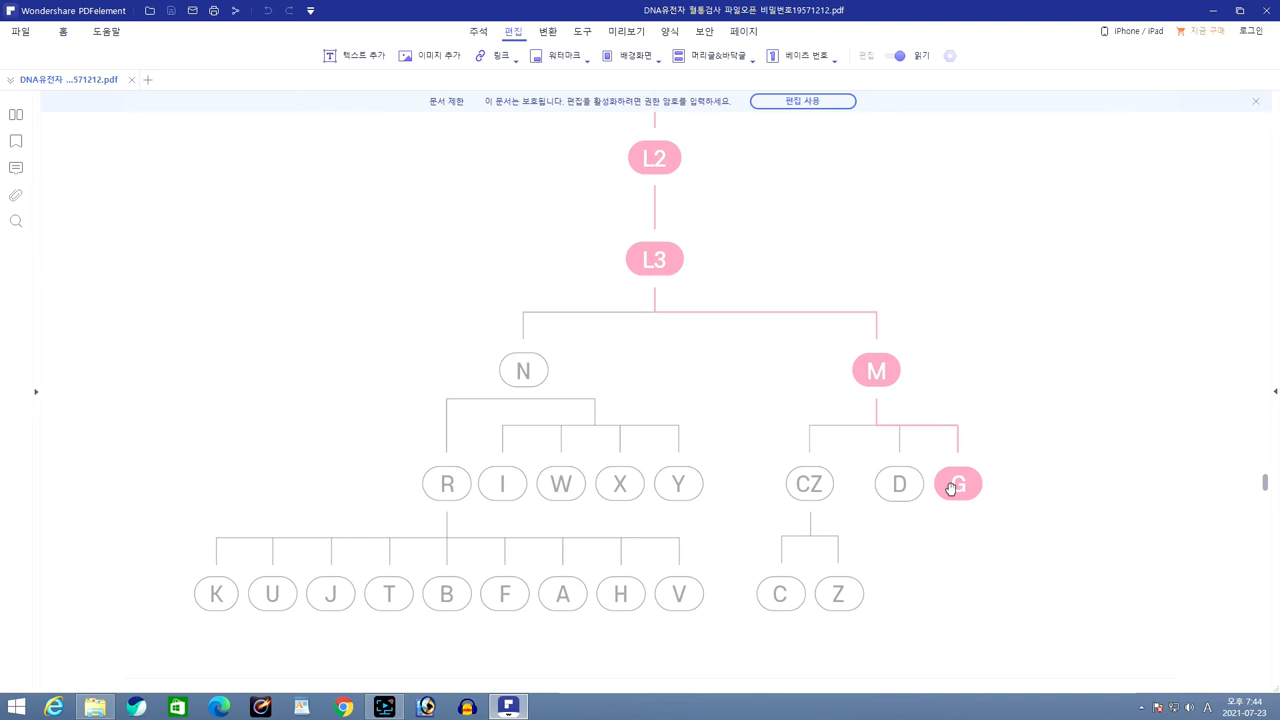 Wondershare PDFelement
DNA유전자 혈통검사 파일오픈 비밀번호19571212.pdf
파일 홈 도움말 주석 편집 변환 도구 미리보기 양식 보안 페이지 iPhone / iPad 지금 구매 로그인
텍스트 추가 이미지 추가 링크 워터마크 배경화면 머리글&바닥글 베이츠 번호 편집 읽기
DNA유전자 ...571212.pdf
문서 제한 이 문서는 보호됩니다. 편집을 활성화하려면 권한 암호를 입력하세요. 편집 사용
L2
L3
N M
R I W X Y CZ D G
K U J T B F A H V C Z
오후 7:44
2021-07-23